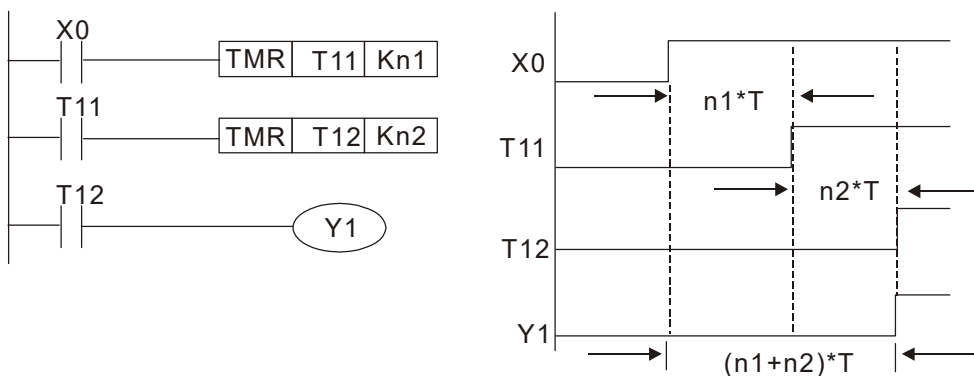 X0
TMR T11 Kn1
T11
TMR T12 Kn2
T12
Y1
X0
n1*T
T11
n2*T
T12
Y1
(n1+n2)*T